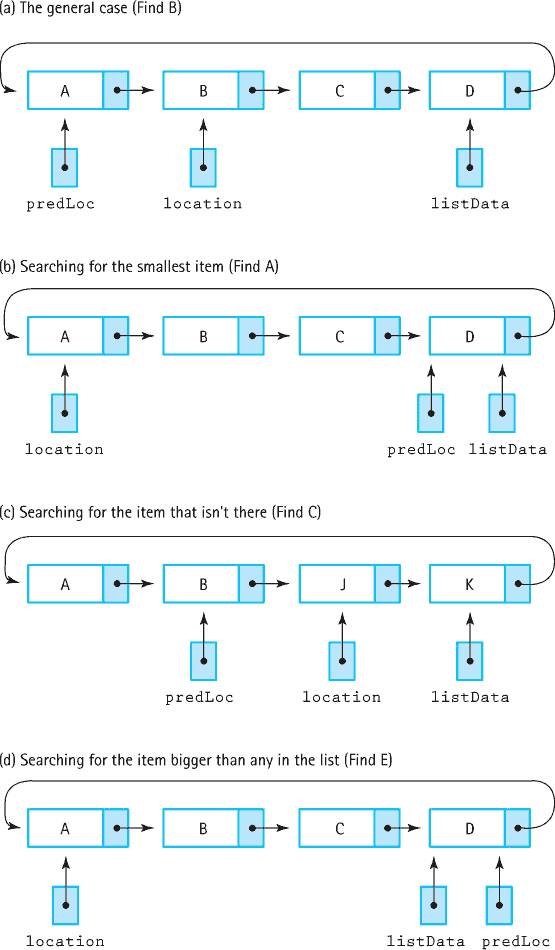 (a) The general case (Find B)
A B C D
predLoc location listData
(b) Searching for the smallest item (Find A)
A B C D
location predLoc listData
(c) Searching for the item that isn't there (Find C)
A B J K
predLoc location listData
(d) Searching for the item bigger than any in the list (Find E)
A B C D
location listData predLoc